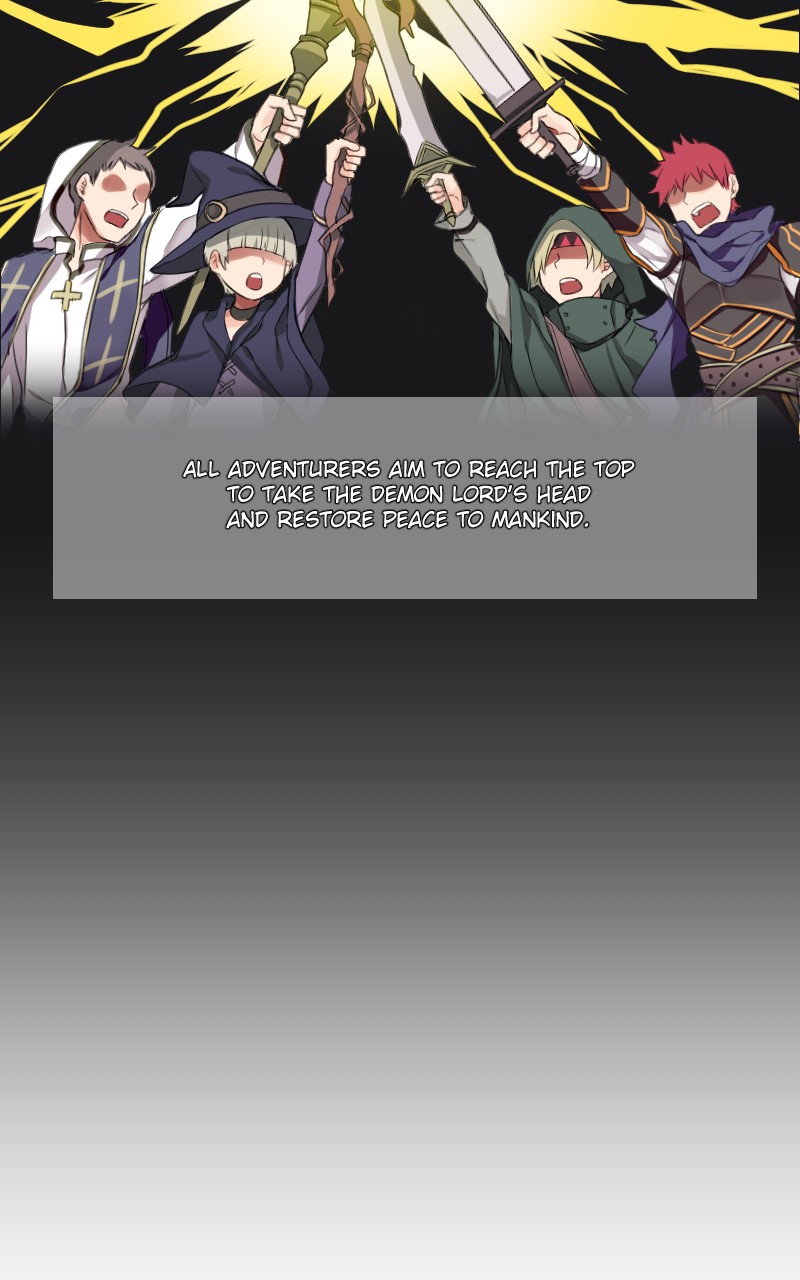 ALL ADVENTURERS AIM TO REACH THE TOP
TO TAKE THE DEMON LORD'S HEAD
AND RESTORE PEACE TO MANKIND.